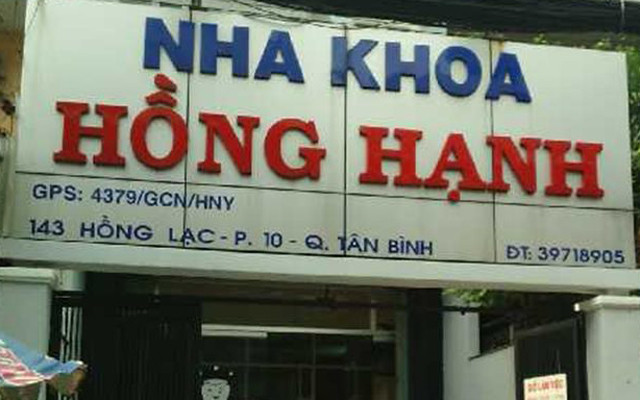 NHA KHOA
HỒNG HẠNH
GPS: 4379/GCN/HNY
143 HỒNG LẠC - P. 10 - Q. TÂN BÌNH ĐT: 39718905